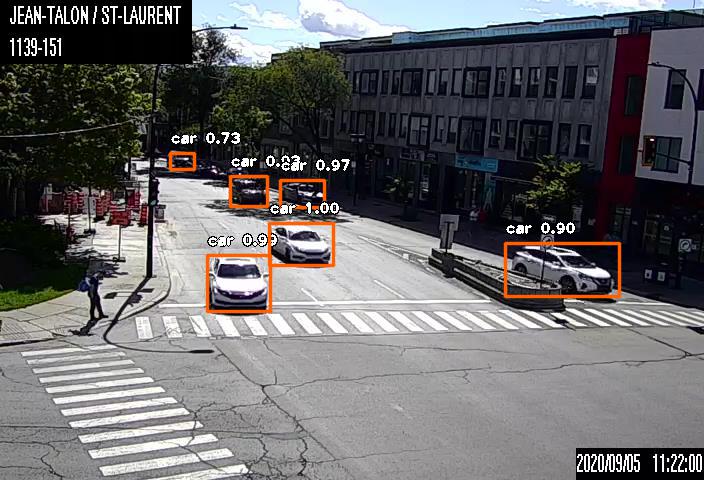 JEAN-TALON / ST-LAURENT
1139-151
car 0.73
car 0.97
car 1.00
car 0.99
car 0.90
2020/09/05 11:22:00